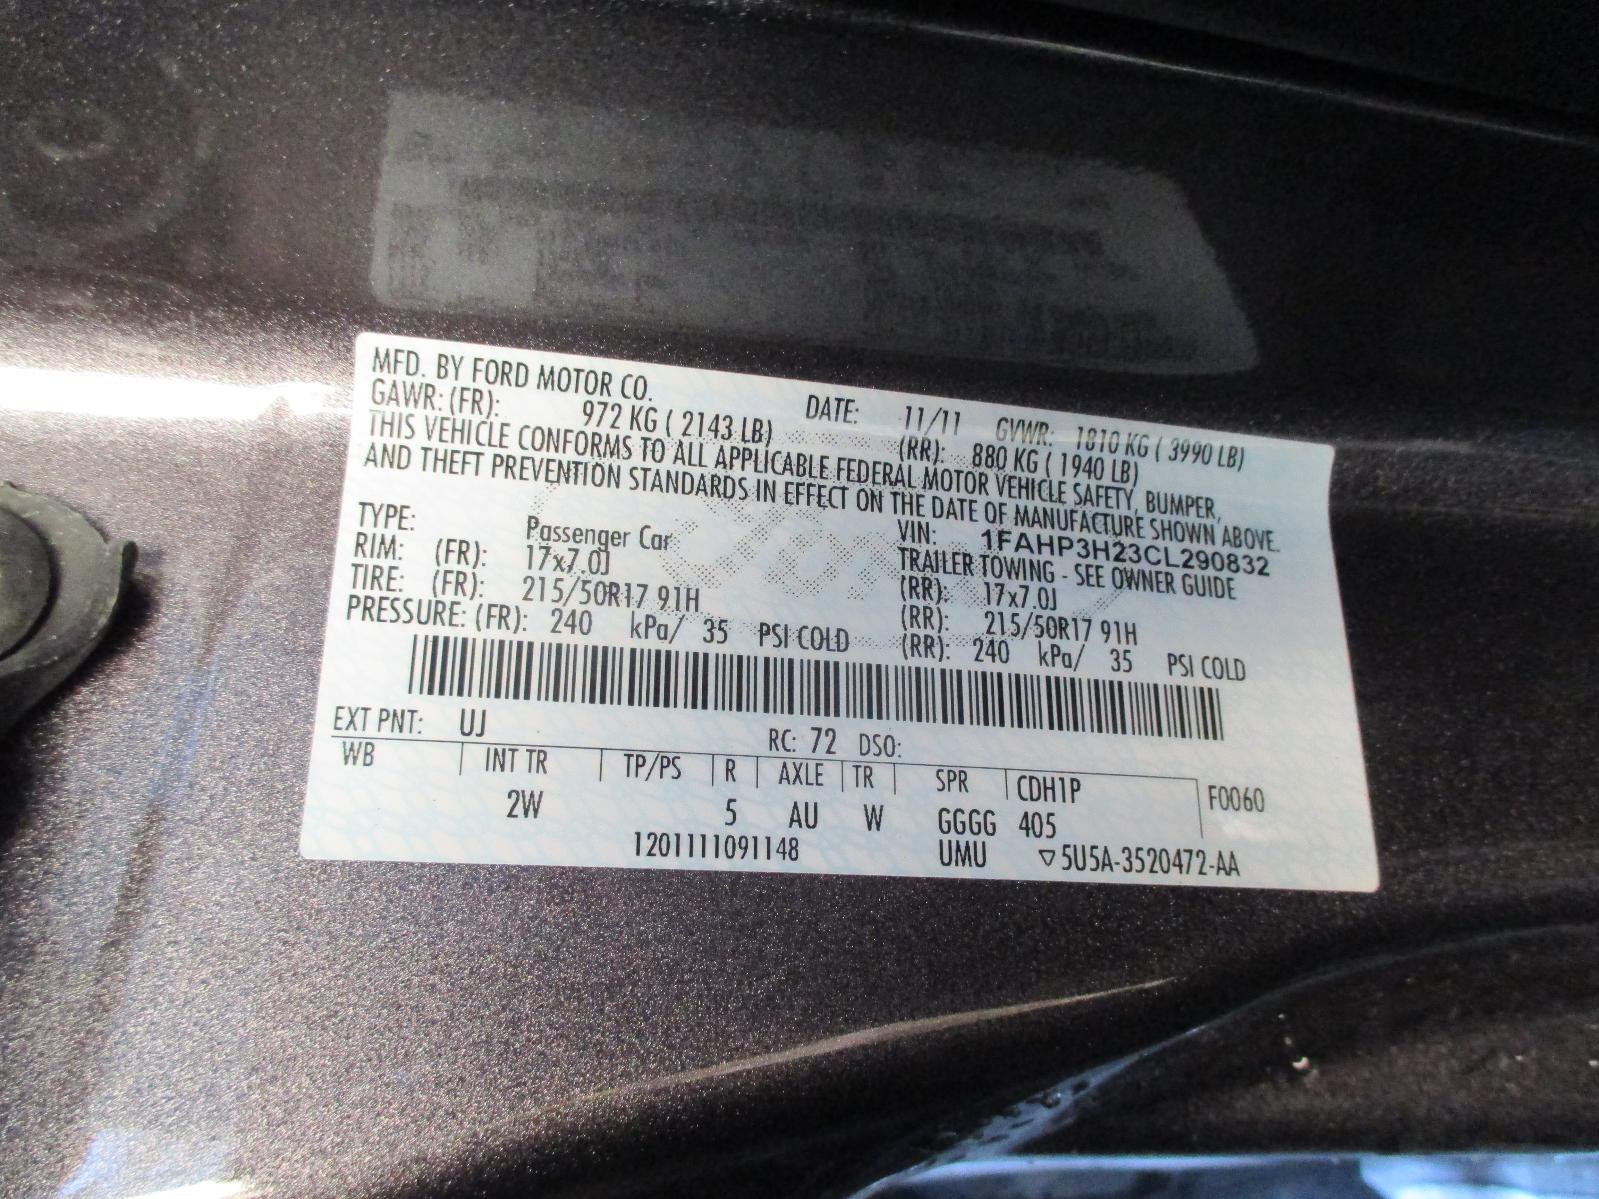 MFD. BY FORD MOTOR CO. DATE: 11/11 GVWR: 1810 KG ( 3990 LB)
GAWR: (FR): 972 KG ( 2143 LB) (RR): 880 KG ( 1940 LB)
THIS VEHICLE CONFORMS TO ALL APPLICABLE FEDERAL MOTOR VEHICLE SAFETY, BUMPER,
AND THEFT PREVENTION STANDARDS IN EFFECT ON THE DATE OF MANUFACTURE SHOWN ABOVE.
VIN: 1FAHP3H23CL290832
TYPE: Passenger Car TRAILER TOWING - SEE OWNER GUIDE
RIM: (FR): 17x7.0J (RR): 17x7.0J
TIRE: (FR): 215/50R17 91H (RR): 215/50R17 91H
PRESSURE: (FR): 240 kPa/ 35 PSI COLD (RR): 240 kPa/ 35 PSI COLD
EXT PNT: UJ RC: 72 DSO:
WB INT TR TP/PS R AXLE TR SPR CDH1P F0060
2W 5 AU W GGGG 405
1201111091148 UMU ▽5U5A-3520472-AA